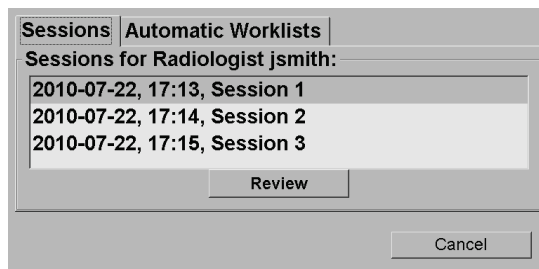 Sessions Automatic Worklists
Sessions for Radiologist jsmith:
2010-07-22, 17:13, Session 1
2010-07-22, 17:14, Session 2
2010-07-22, 17:15, Session 3
Review
Cancel